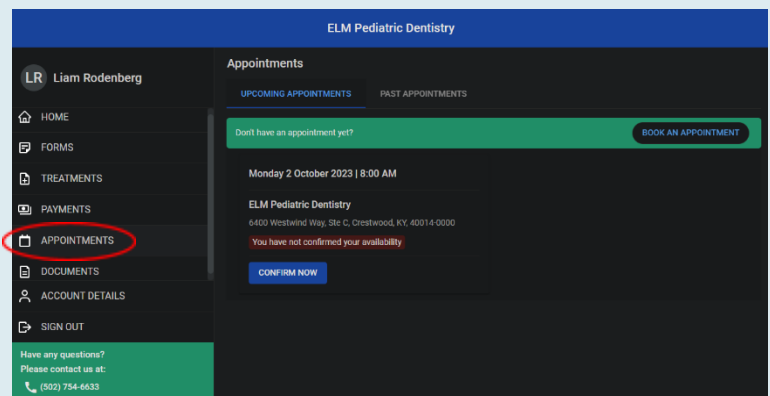 ELM Pediatric Dentistry
LR Liam Rodenberg
HOME
FORMS
TREATMENTS
PAYMENTS
APPOINTMENTS
DOCUMENTS
ACCOUNT DETAILS
SIGN OUT
Have any questions?
Please contact us at:
(502) 754-6633
Appointments
UPCOMING APPOINTMENTS PAST APPOINTMENTS
Don't have an appointment yet? BOOK AN APPOINTMENT
Monday 2 October 2023 | 8:00 AM
ELM Pediatric Dentistry
6400 Westwind Way, Ste C, Crestwood, KY, 40014-0000
You have not confirmed your availability
CONFIRM NOW